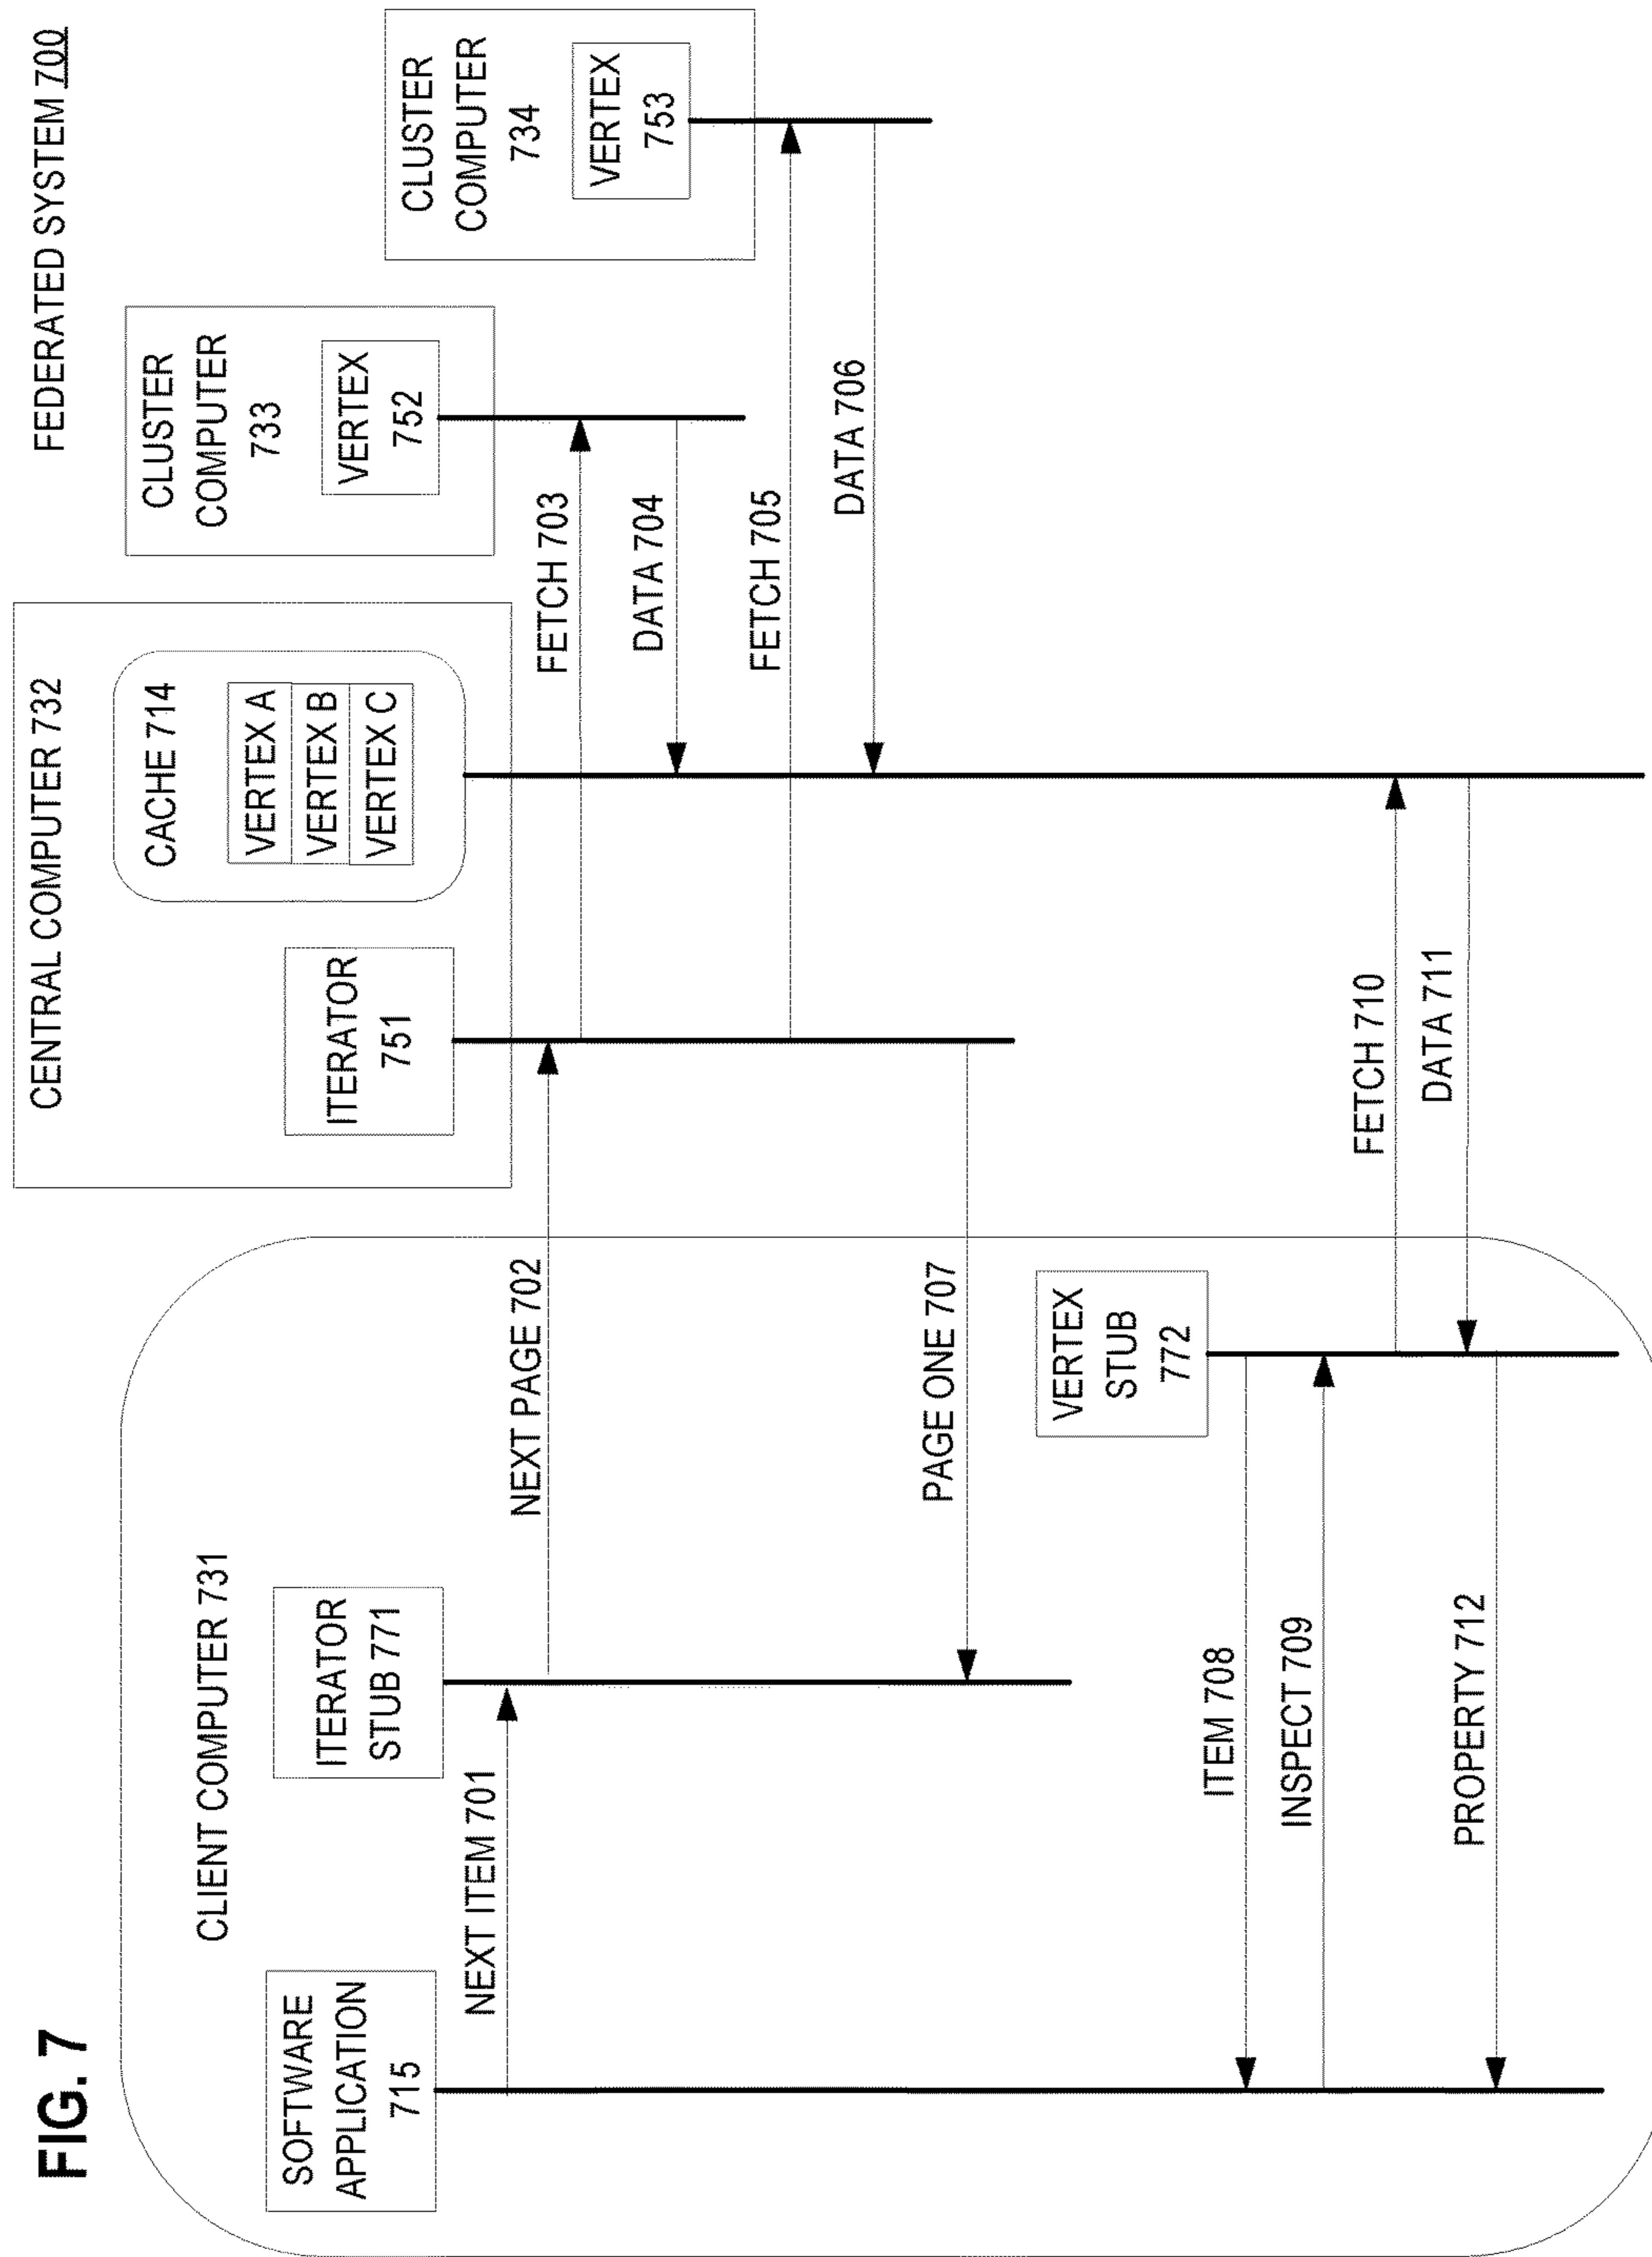 FIG. 7
FEDERATED SYSTEM 700
CLIENT COMPUTER 731
SOFTWARE
APPLICATION
715
ITERATOR
STUB 771
CENTRAL COMPUTER 732
ITERATOR
751
CACHE 714
VERTEX A
VERTEX B
VERTEX C
CLUSTER
COMPUTER
733
VERTEX
752
CLUSTER
COMPUTER
734
VERTEX
753
NEXT ITEM 701
NEXT PAGE 702
FETCH 703
DATA 704
FETCH 705
DATA 706
PAGE ONE 707
VERTEX
STUB
772
ITEM 708
INSPECT 709
FETCH 710
DATA 711
PROPERTY 712